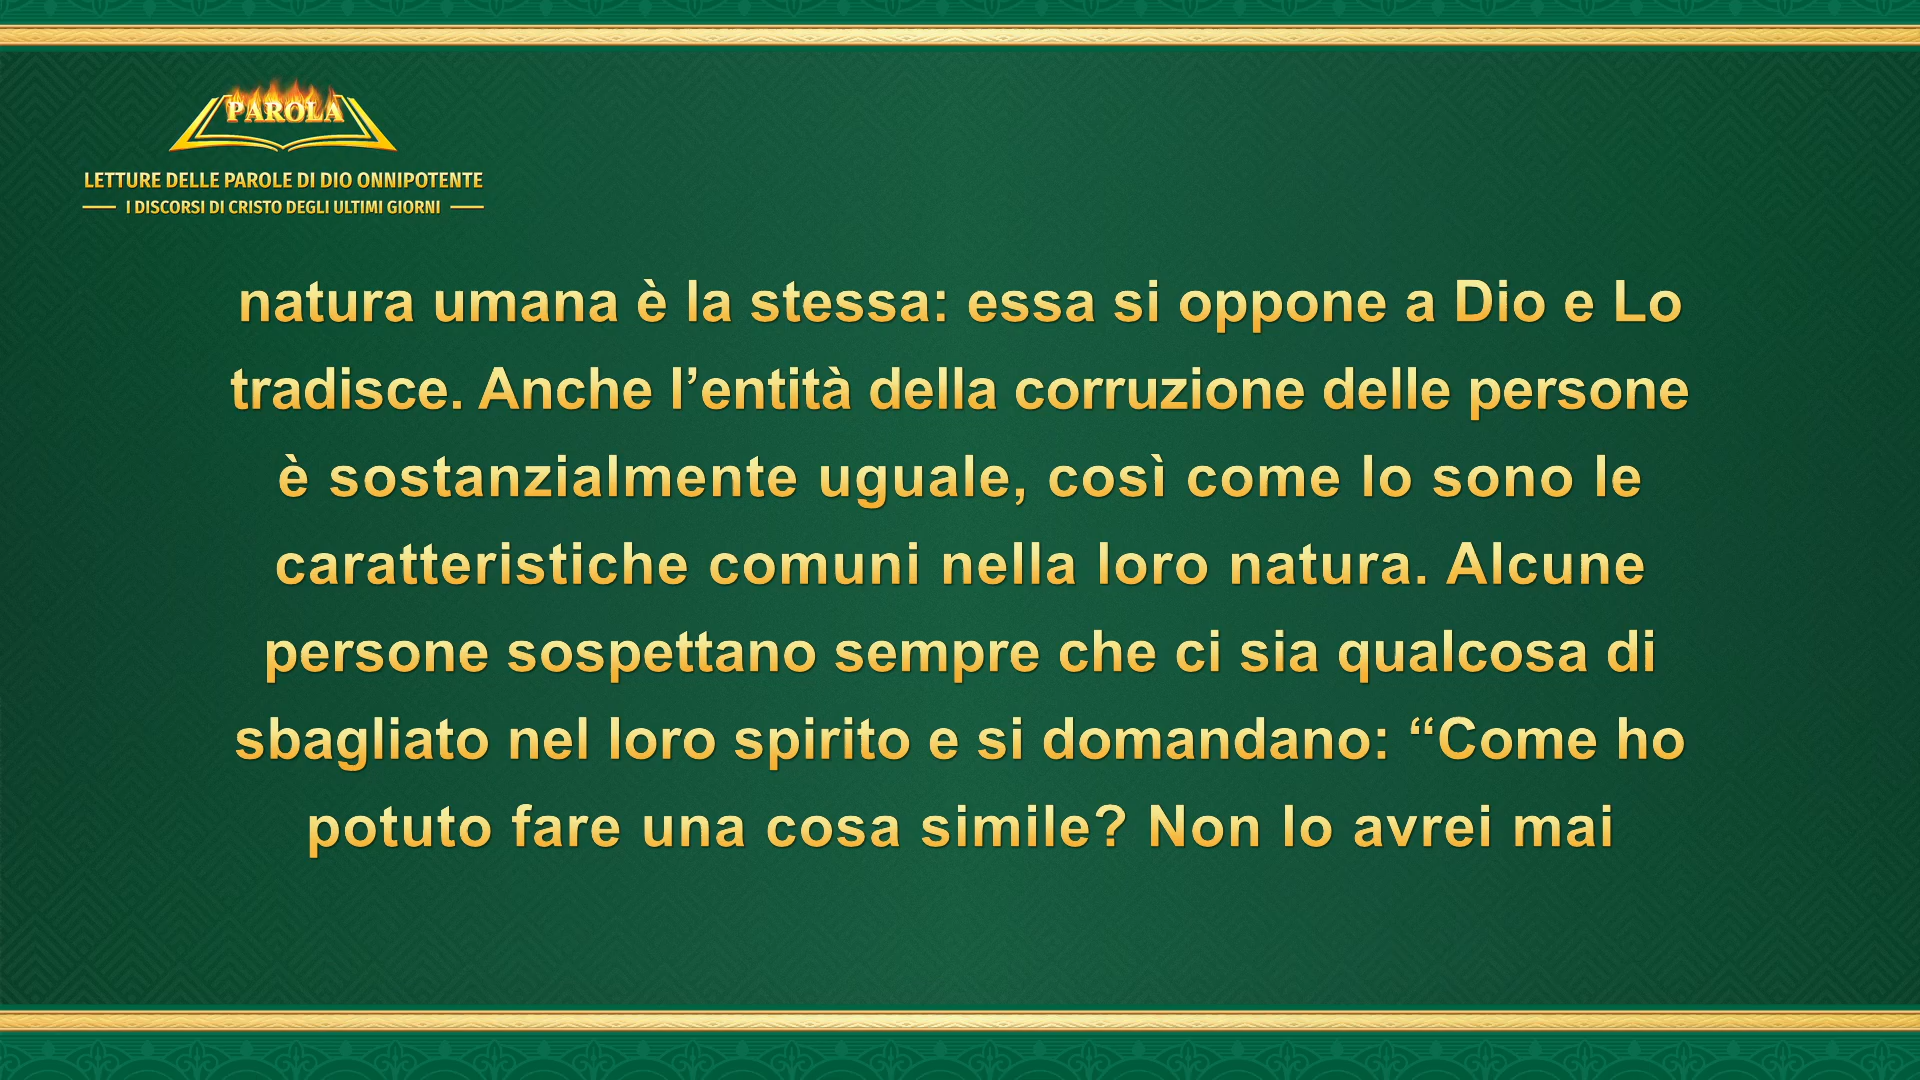 PAROLA
LETTURE DELLE PAROLE DI DIO ONNIPOTENTE
I DISCORSI DI CRISTO DEGLI ULTIMI GIORNI
natura umana è la stessa: essa si oppone a Dio e Lo
tradisce. Anche l’entità della corruzione delle persone
è sostanzialmente uguale, così come lo sono le
caratteristiche comuni nella loro natura. Alcune
persone sospettano sempre che ci sia qualcosa di
sbagliato nel loro spirito e si domandano: “Come ho
potuto fare una cosa simile? Non lo avrei mai